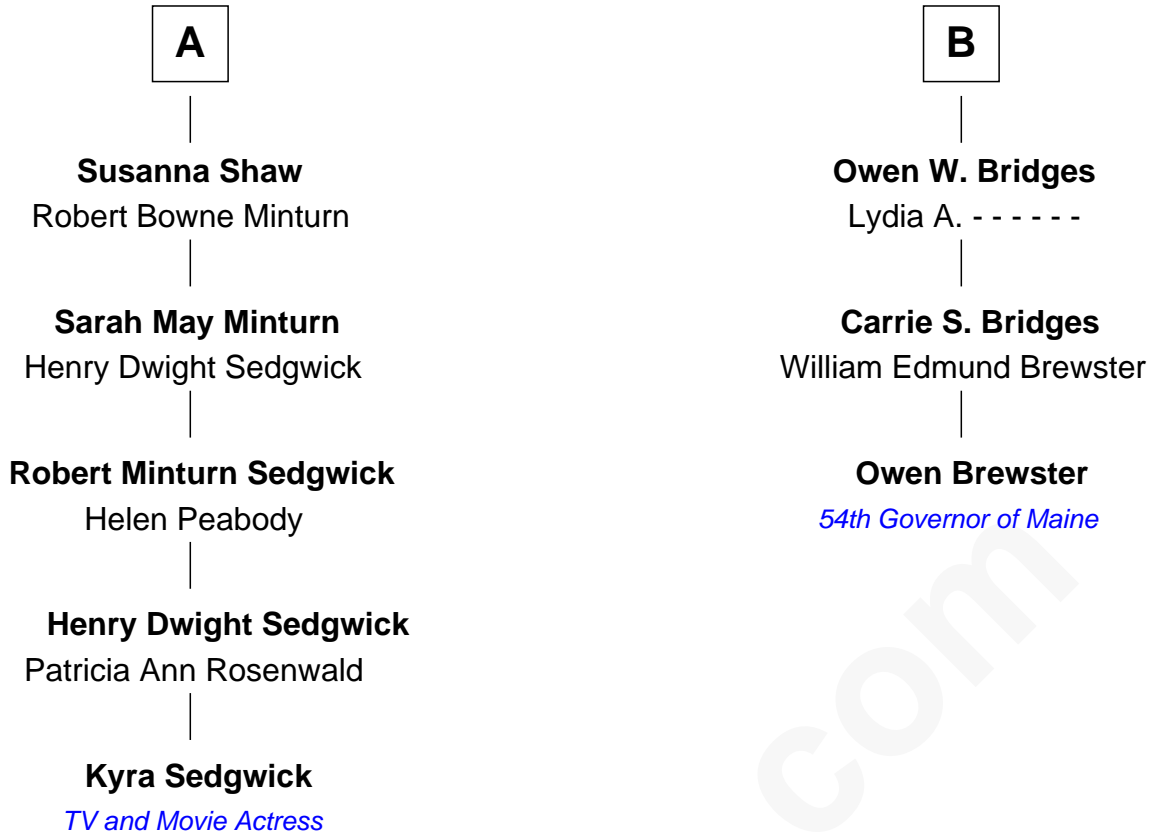 A
Susanna Shaw
Robert Bowne Minturn
Sarah May Minturn
Henry Dwight Sedgwick
Robert Minturn Sedgwick
Helen Peabody
Henry Dwight Sedgwick
Patricia Ann Rosenwald
Kyra Sedgwick
TV and Movie Actress
B
Owen W. Bridges
Lydia A. - - - - - -
Carrie S. Bridges
William Edmund Brewster
Owen Brewster
54th Governor of Maine
com